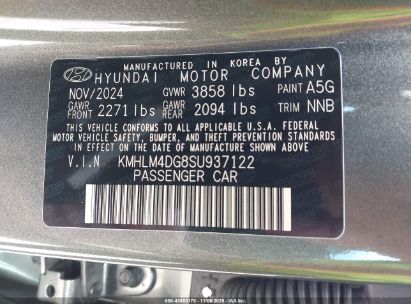 MANUFACTURED IN KOREA BY
HYUNDAI MOTOR COMPANY
NOV/2024 GVWR 3858 lbs PAINT A5G
GAWR FRONT 2271 lbs GAWR REAR 2094 lbs TRIM NNB
THIS VEHICLE CONFORMS TO ALL APPLICABLE U.S.A. FEDERAL
MOTOR VEHICLE SAFETY, BUMPER, AND THEFT PREVENTION
STANDARDS IN EFFECT ON THE DATE OF MANUFACTURE SHOWN ABOVE
V.I.N KMHLM4DG8SU937122
PASSENGER CAR